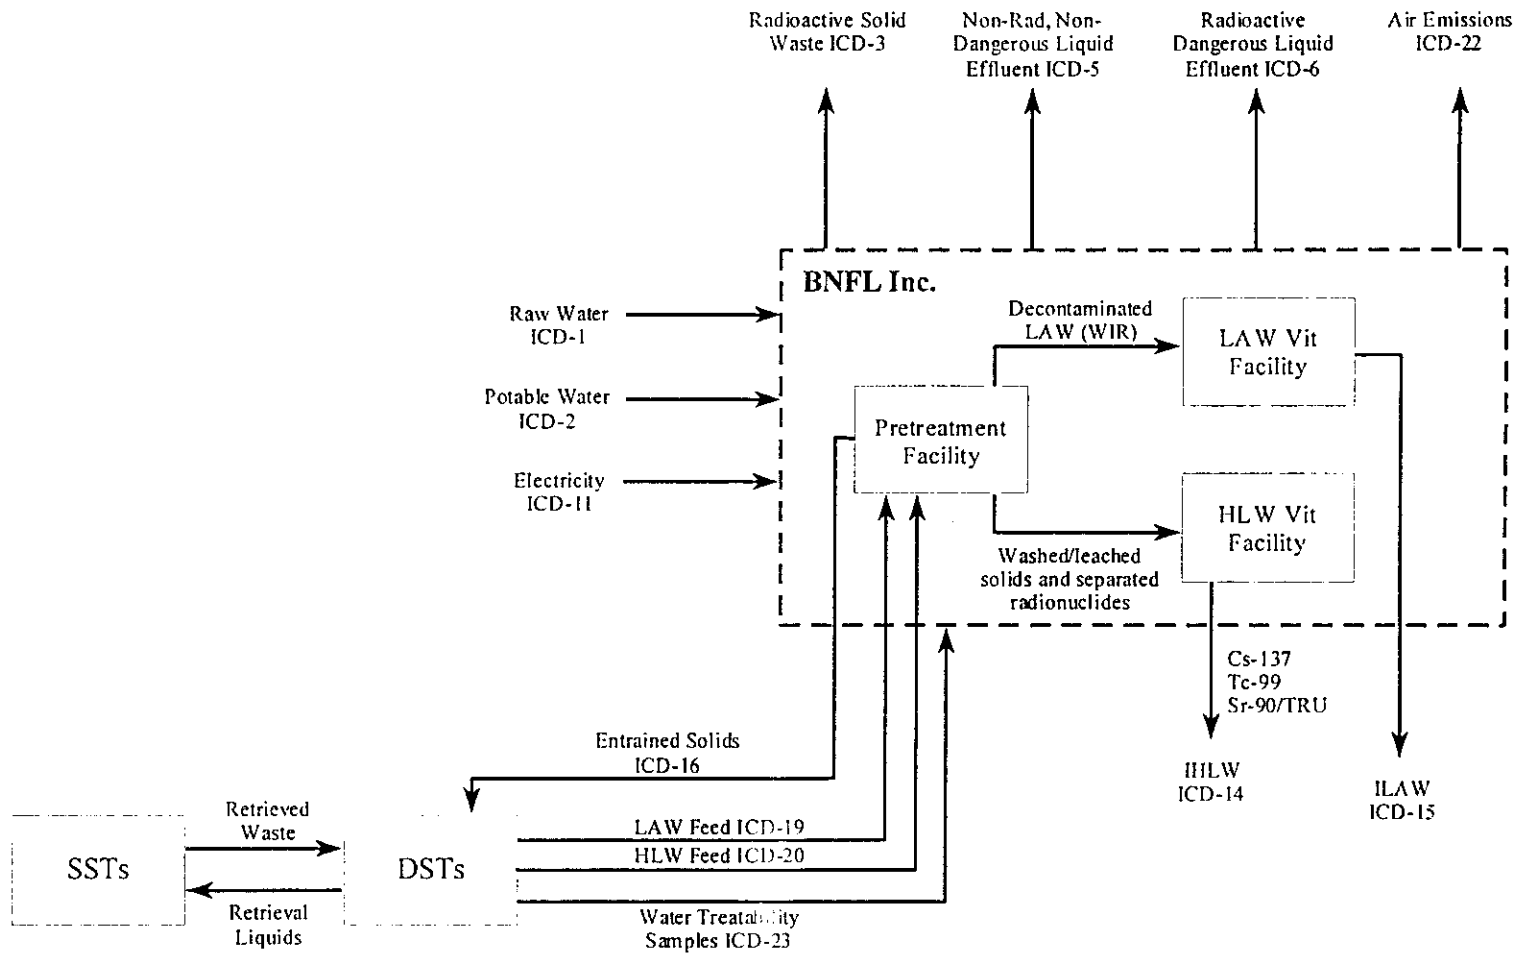 Radioactive Solid
Waste ICD-3
Non-Rad, Non-
Dangerous Liquid
Effluent ICD-5
Radioactive
Dangerous Liquid
Effluent ICD-6
Air Emissions
ICD-22
BNFL Inc.
Raw Water
ICD-1
Potable Water
ICD-2
Electricity
ICD-11
Decontaminated
LAW (WIR)
LAW Vit
Facility
Pretreatment
Facility
HLW Vit
Facility
Washed/leached
solids and separated
radionuclides
Cs-137
Tc-99
Sr-90/TRU
Entrained Solids
ICD-16
IHLW
ICD-14
ILAW
ICD-15
Retrieved
Waste
SSTs
DSTs
Retrieval
Liquids
LAW Feed ICD-19
HLW Feed ICD-20
Water Treatability
Samples ICD-23